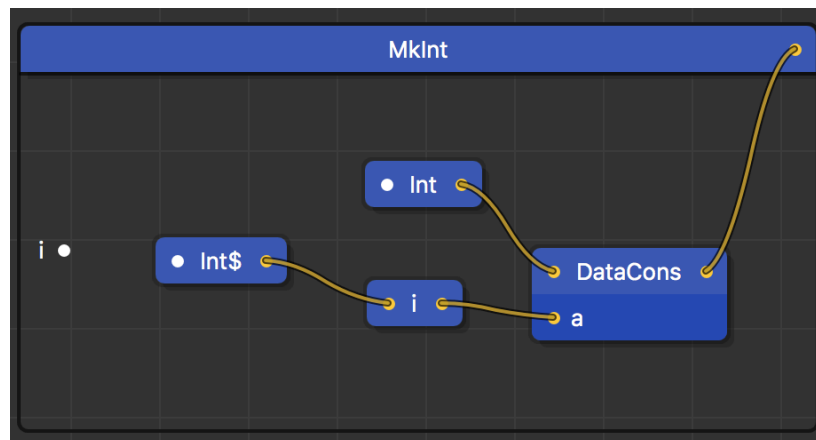 MkInt
Int
i
Int$
DataCons
i
a